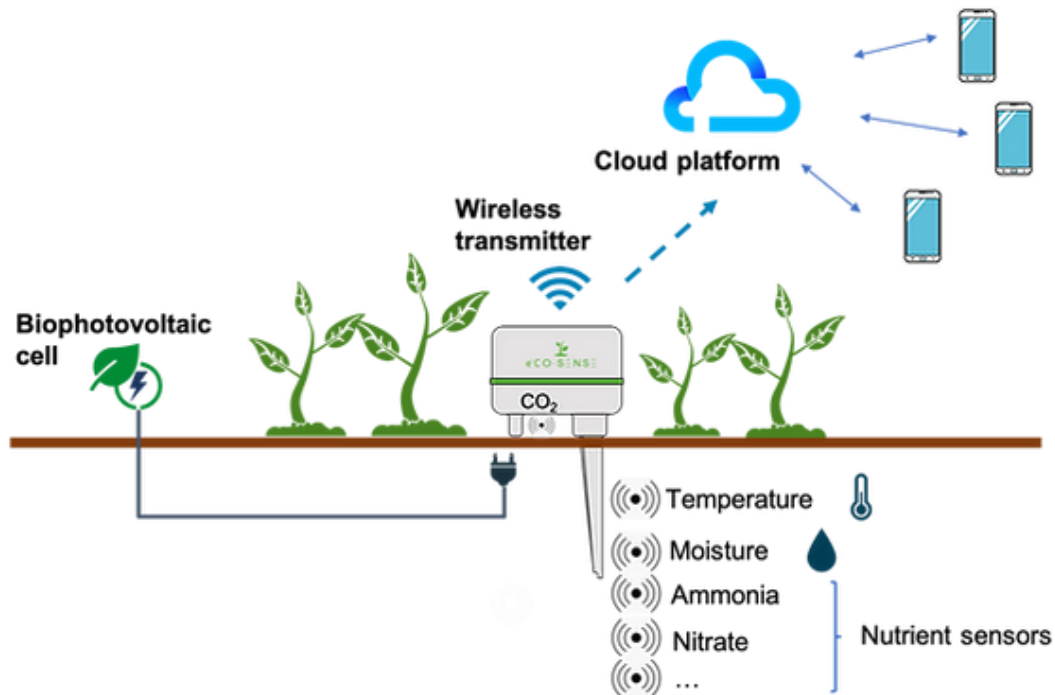 Cloud platform
Wireless
transmitter
Biophotovoltaic
cell
eCO-SENSE
CO₂
Temperature
Moisture
Ammonia
Nitrate
...
Nutrient sensors